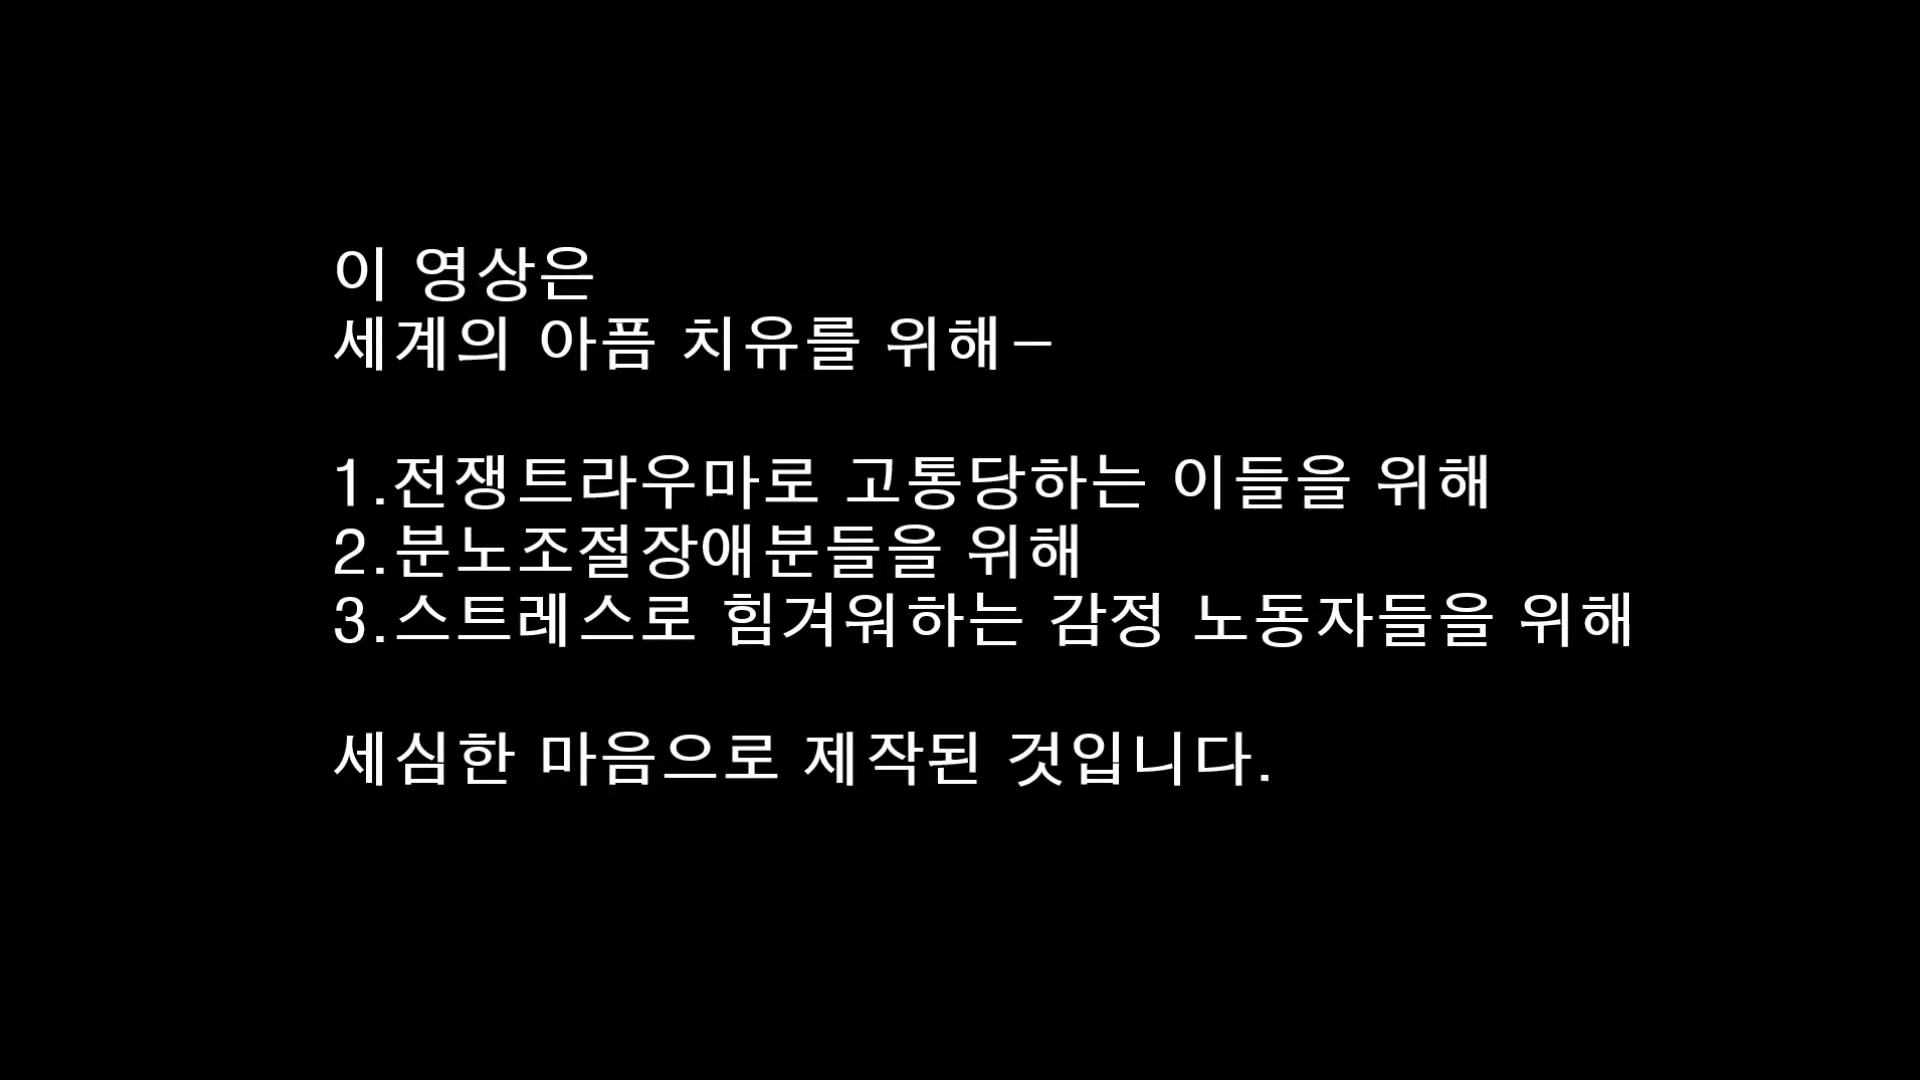 이 영상은
세계의 아픔 치유를 위해-
1.전쟁트라우마로 고통당하는 이들을 위해
2.분노조절장애분들을 위해
3.스트레스로 힘겨워하는 감정 노동자들을 위해
세심한 마음으로 제작된 것입니다.